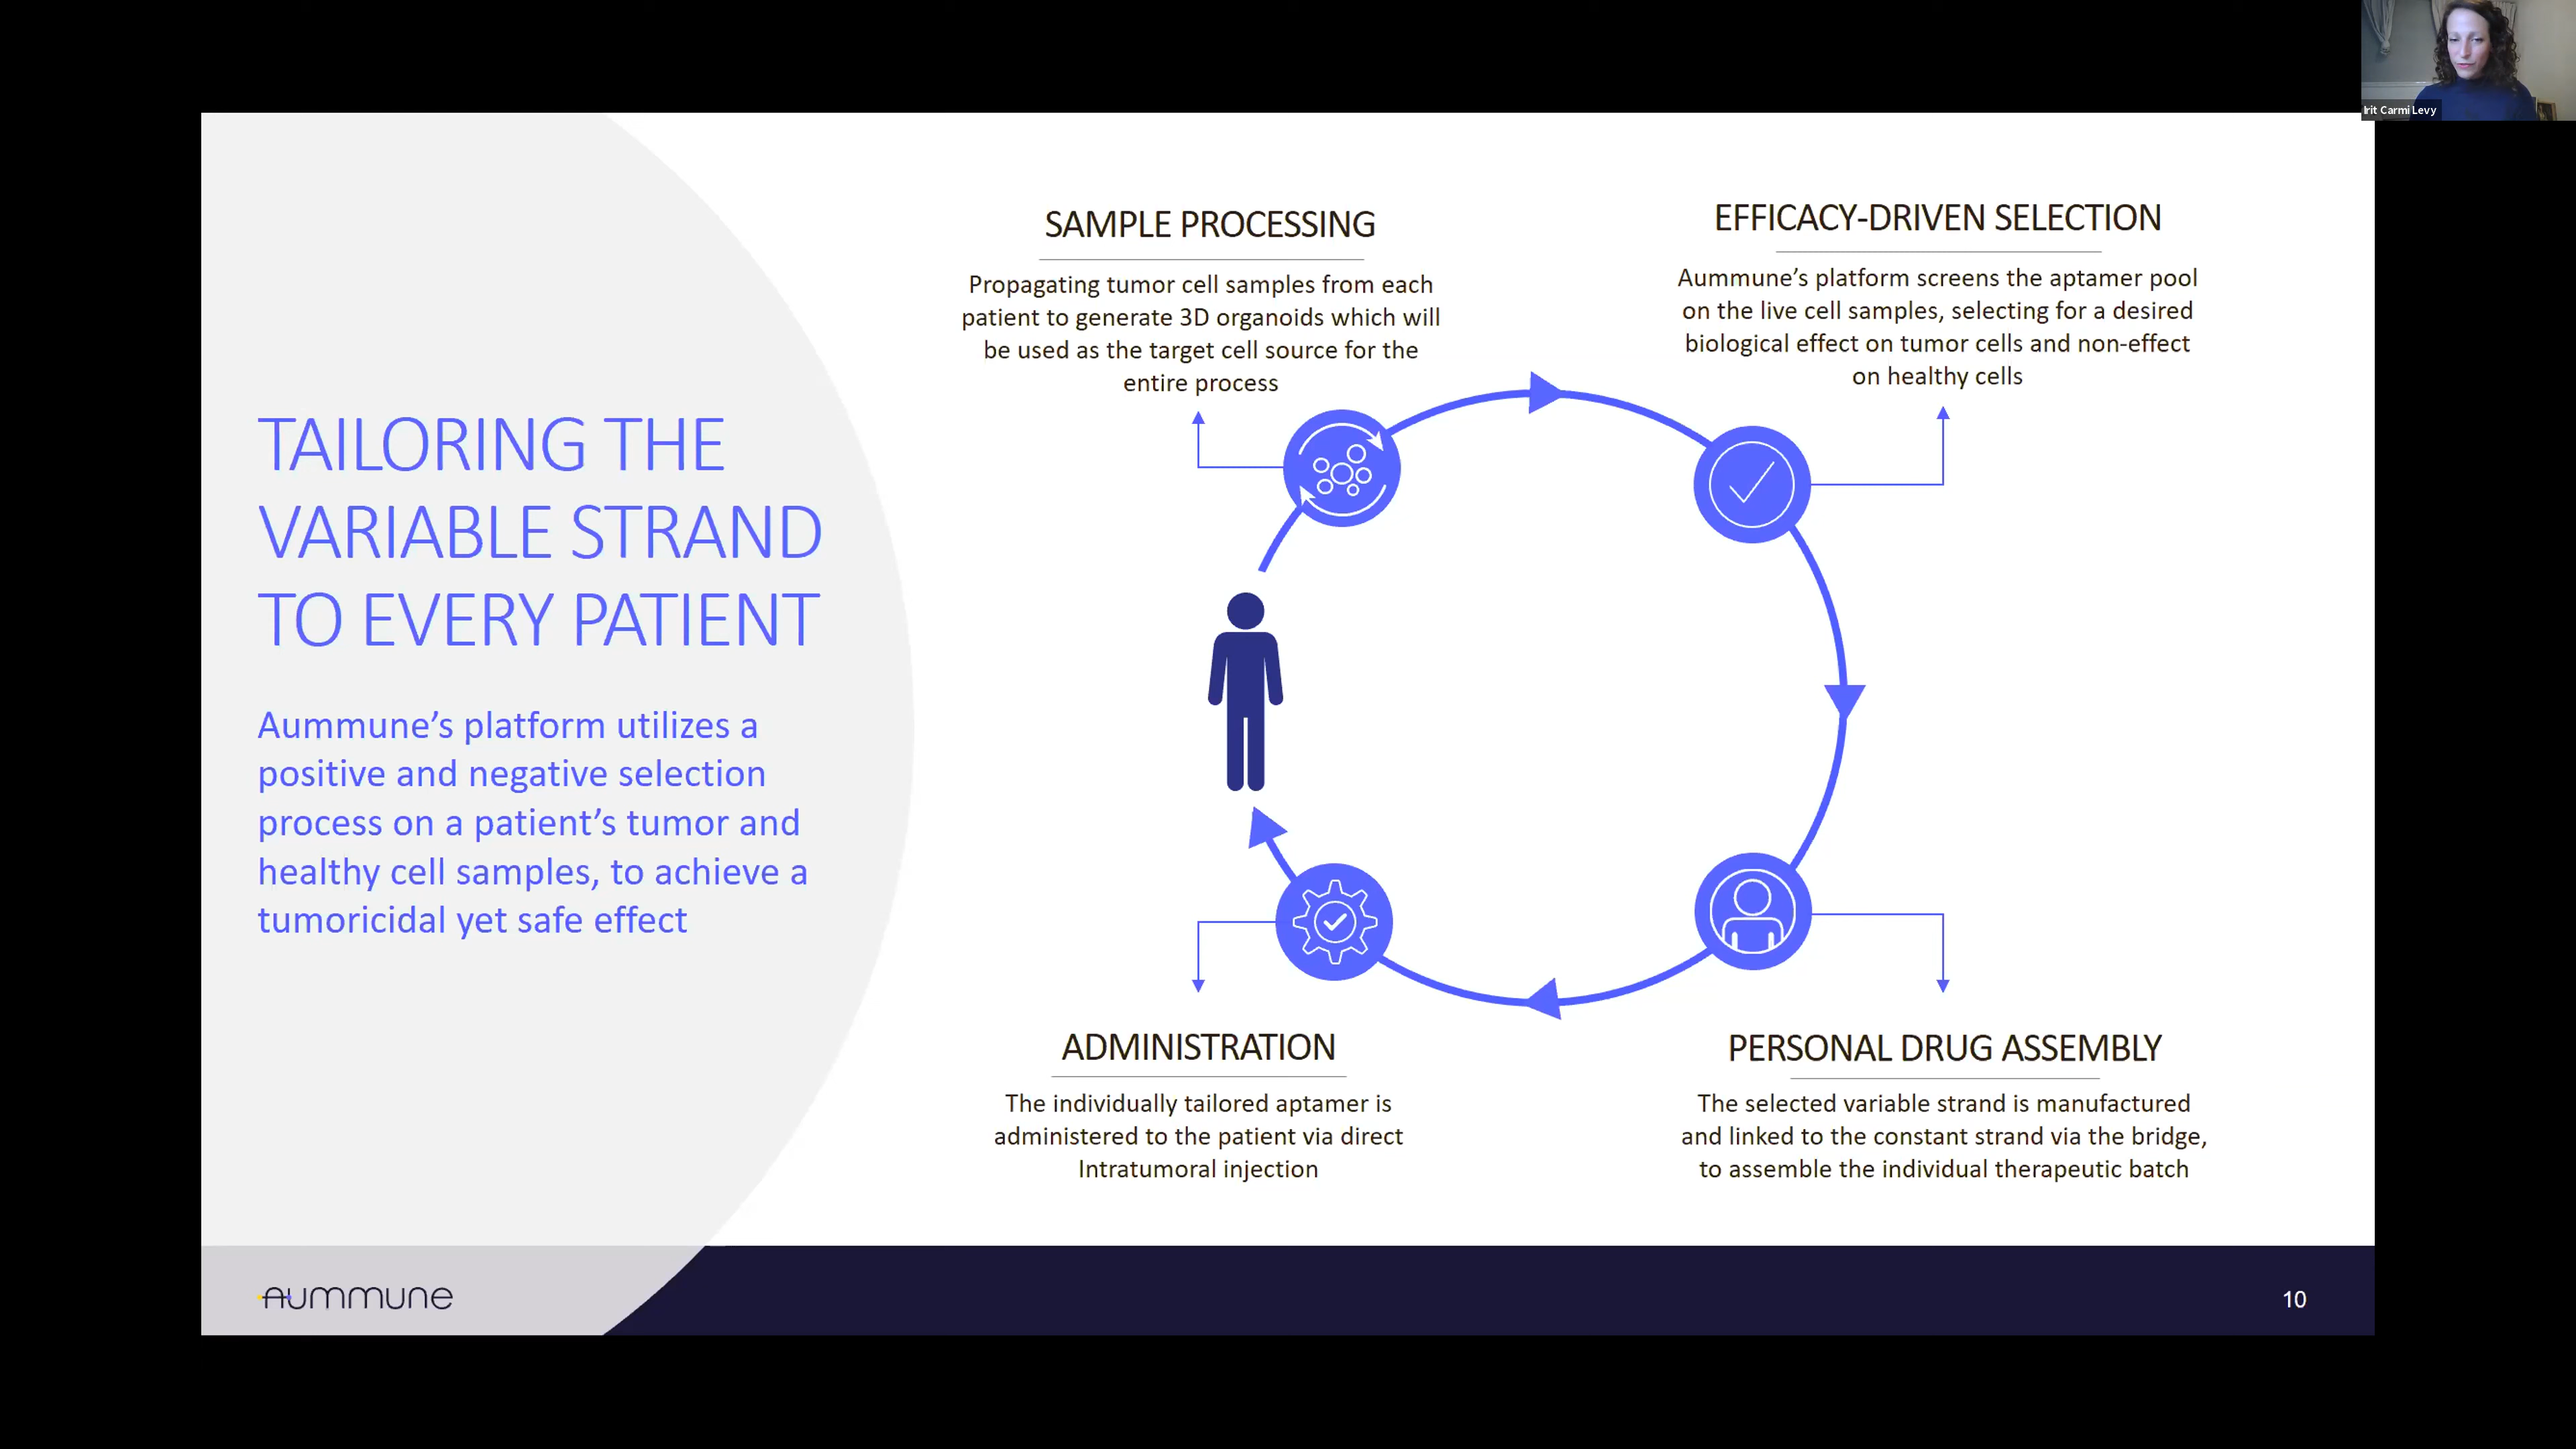 Irit Carmi Levy
TAILORING THE
VARIABLE STRAND
TO EVERY PATIENT
Aummune’s platform utilizes a
positive and negative selection
process on a patient’s tumor and
healthy cell samples, to achieve a
tumoricidal yet safe effect
SAMPLE PROCESSING
Propagating tumor cell samples from each
patient to generate 3D organoids which will
be used as the target cell source for the
entire process
EFFICACY-DRIVEN SELECTION
Aummune’s platform screens the aptamer pool
on the live cell samples, selecting for a desired
biological effect on tumor cells and non-effect
on healthy cells
ADMINISTRATION
The individually tailored aptamer is
administered to the patient via direct
Intratumoral injection
PERSONAL DRUG ASSEMBLY
The selected variable strand is manufactured
and linked to the constant strand via the bridge,
to assemble the individual therapeutic batch
Aummune
10